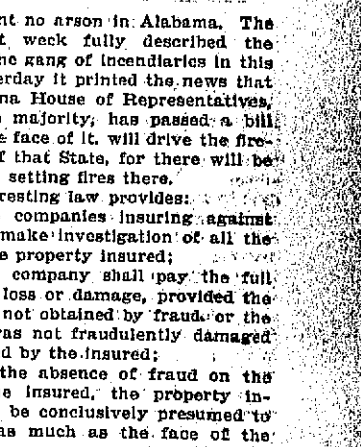 nt no arson in Alabama. The
t week fully described the
ne gang of incendiaries in this
erday it printed the news that
na House of Representatives,
majority, has passed a bill
face of it, will drive the fire-
f that State, for there will be
setting fires there.
resting law provides:
companies insuring against
make investigation of all the
e property insured;
company shall pay the full
loss or damage, provided the
not obtained by fraud, or the
as not fraudulently damaged
d by the insured;
the absence of fraud on the
e insured, the property in-
be conclusively presumed to
as much as the face of the